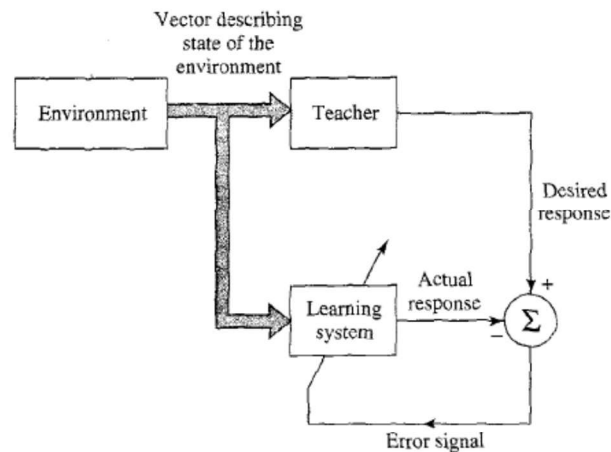 Vector describing
state of the
environment
Environment
Teacher
Desired
response
Learning
system
Actual
response
+
−
Σ
Error signal